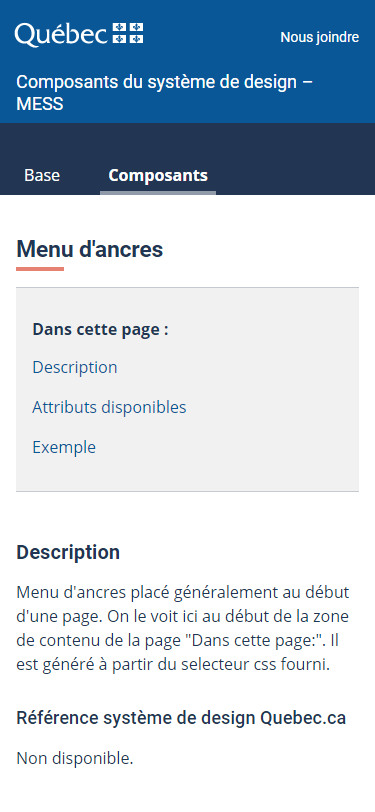 Québec
Nous joindre
Composants du système de design –
MESS
Base
Composants
Menu d'ancres
Dans cette page :
Description
Attributs disponibles
Exemple
Description
Menu d'ancres placé généralement au début
d'une page. On le voit ici au début de la zone
de contenu de la page "Dans cette page:". Il
est généré à partir du selecteur css fourni.
Référence système de design Quebec.ca
Non disponible.